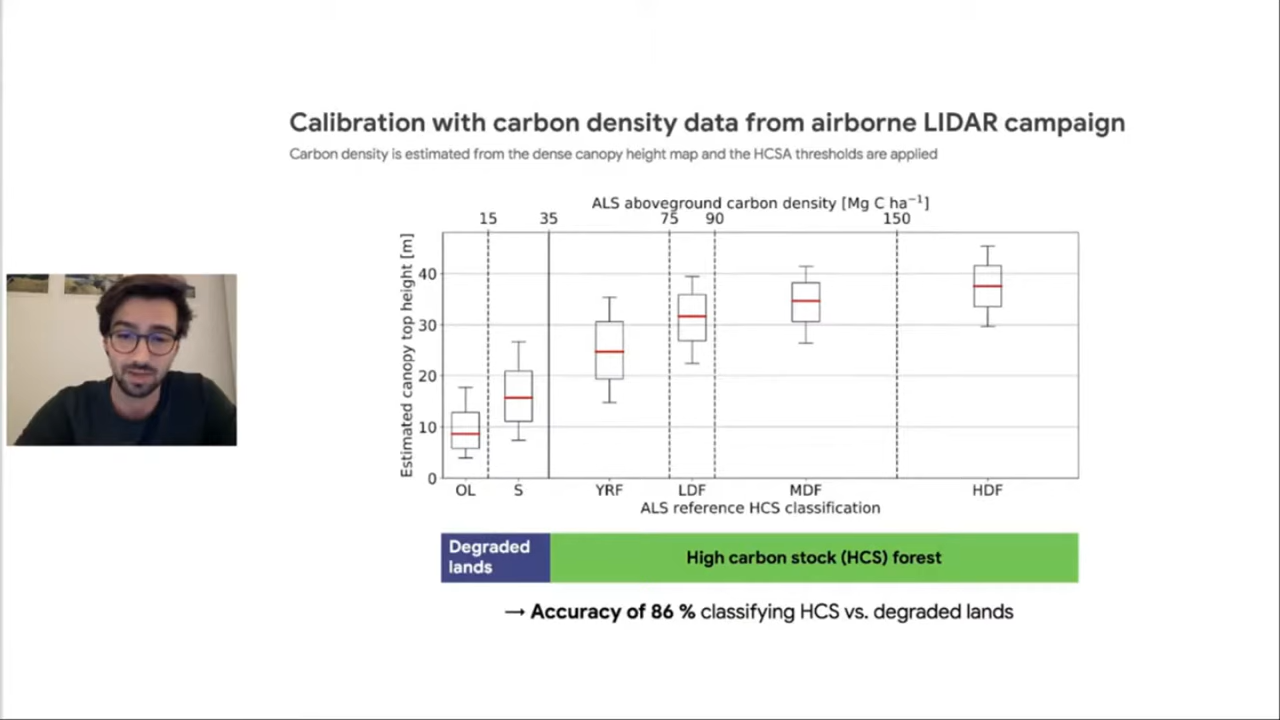 Calibration with carbon density data from airborne LIDAR campaign
Carbon density is estimated from the dense canopy height map and the HCSA thresholds are applied
ALS aboveground carbon density [Mg C ha⁻¹]
15 35 75 90 150
Estimated canopy top height [m]
40
30
20
10
0
OL S YRF LDF MDF HDF
ALS reference HCS classification
Degraded
lands
High carbon stock (HCS) forest
→ Accuracy of 86 % classifying HCS vs. degraded lands